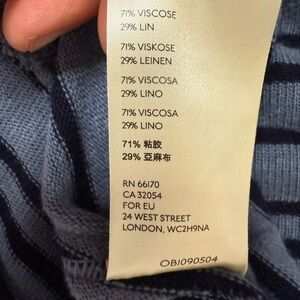 71% VISCOSE
29% LIN
71% VISKOSE
29% LEINEN
71% VISCOSA
29% LINO
71% VISCOSA
29% LINO
71% 粘胶
29% 亞麻布
RN 66170
CA 32054
FOR EU
24 WEST STREET
LONDON, WC2H9NA
OBI090504